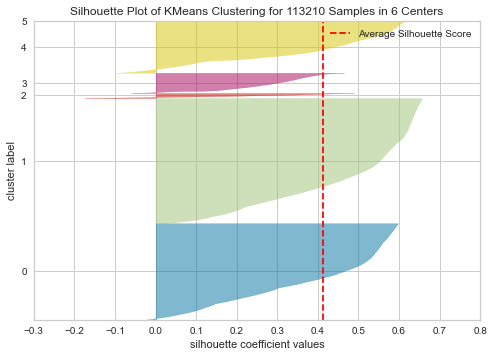 Silhouette Plot of KMeans Clustering for 113210 Samples in 6 Centers
Average Silhouette Score
5
4
3
2
1
0
cluster label
−0.3 −0.2 −0.1 0.0 0.1 0.2 0.3 0.4 0.5 0.6 0.7 0.8
silhouette coefficient values